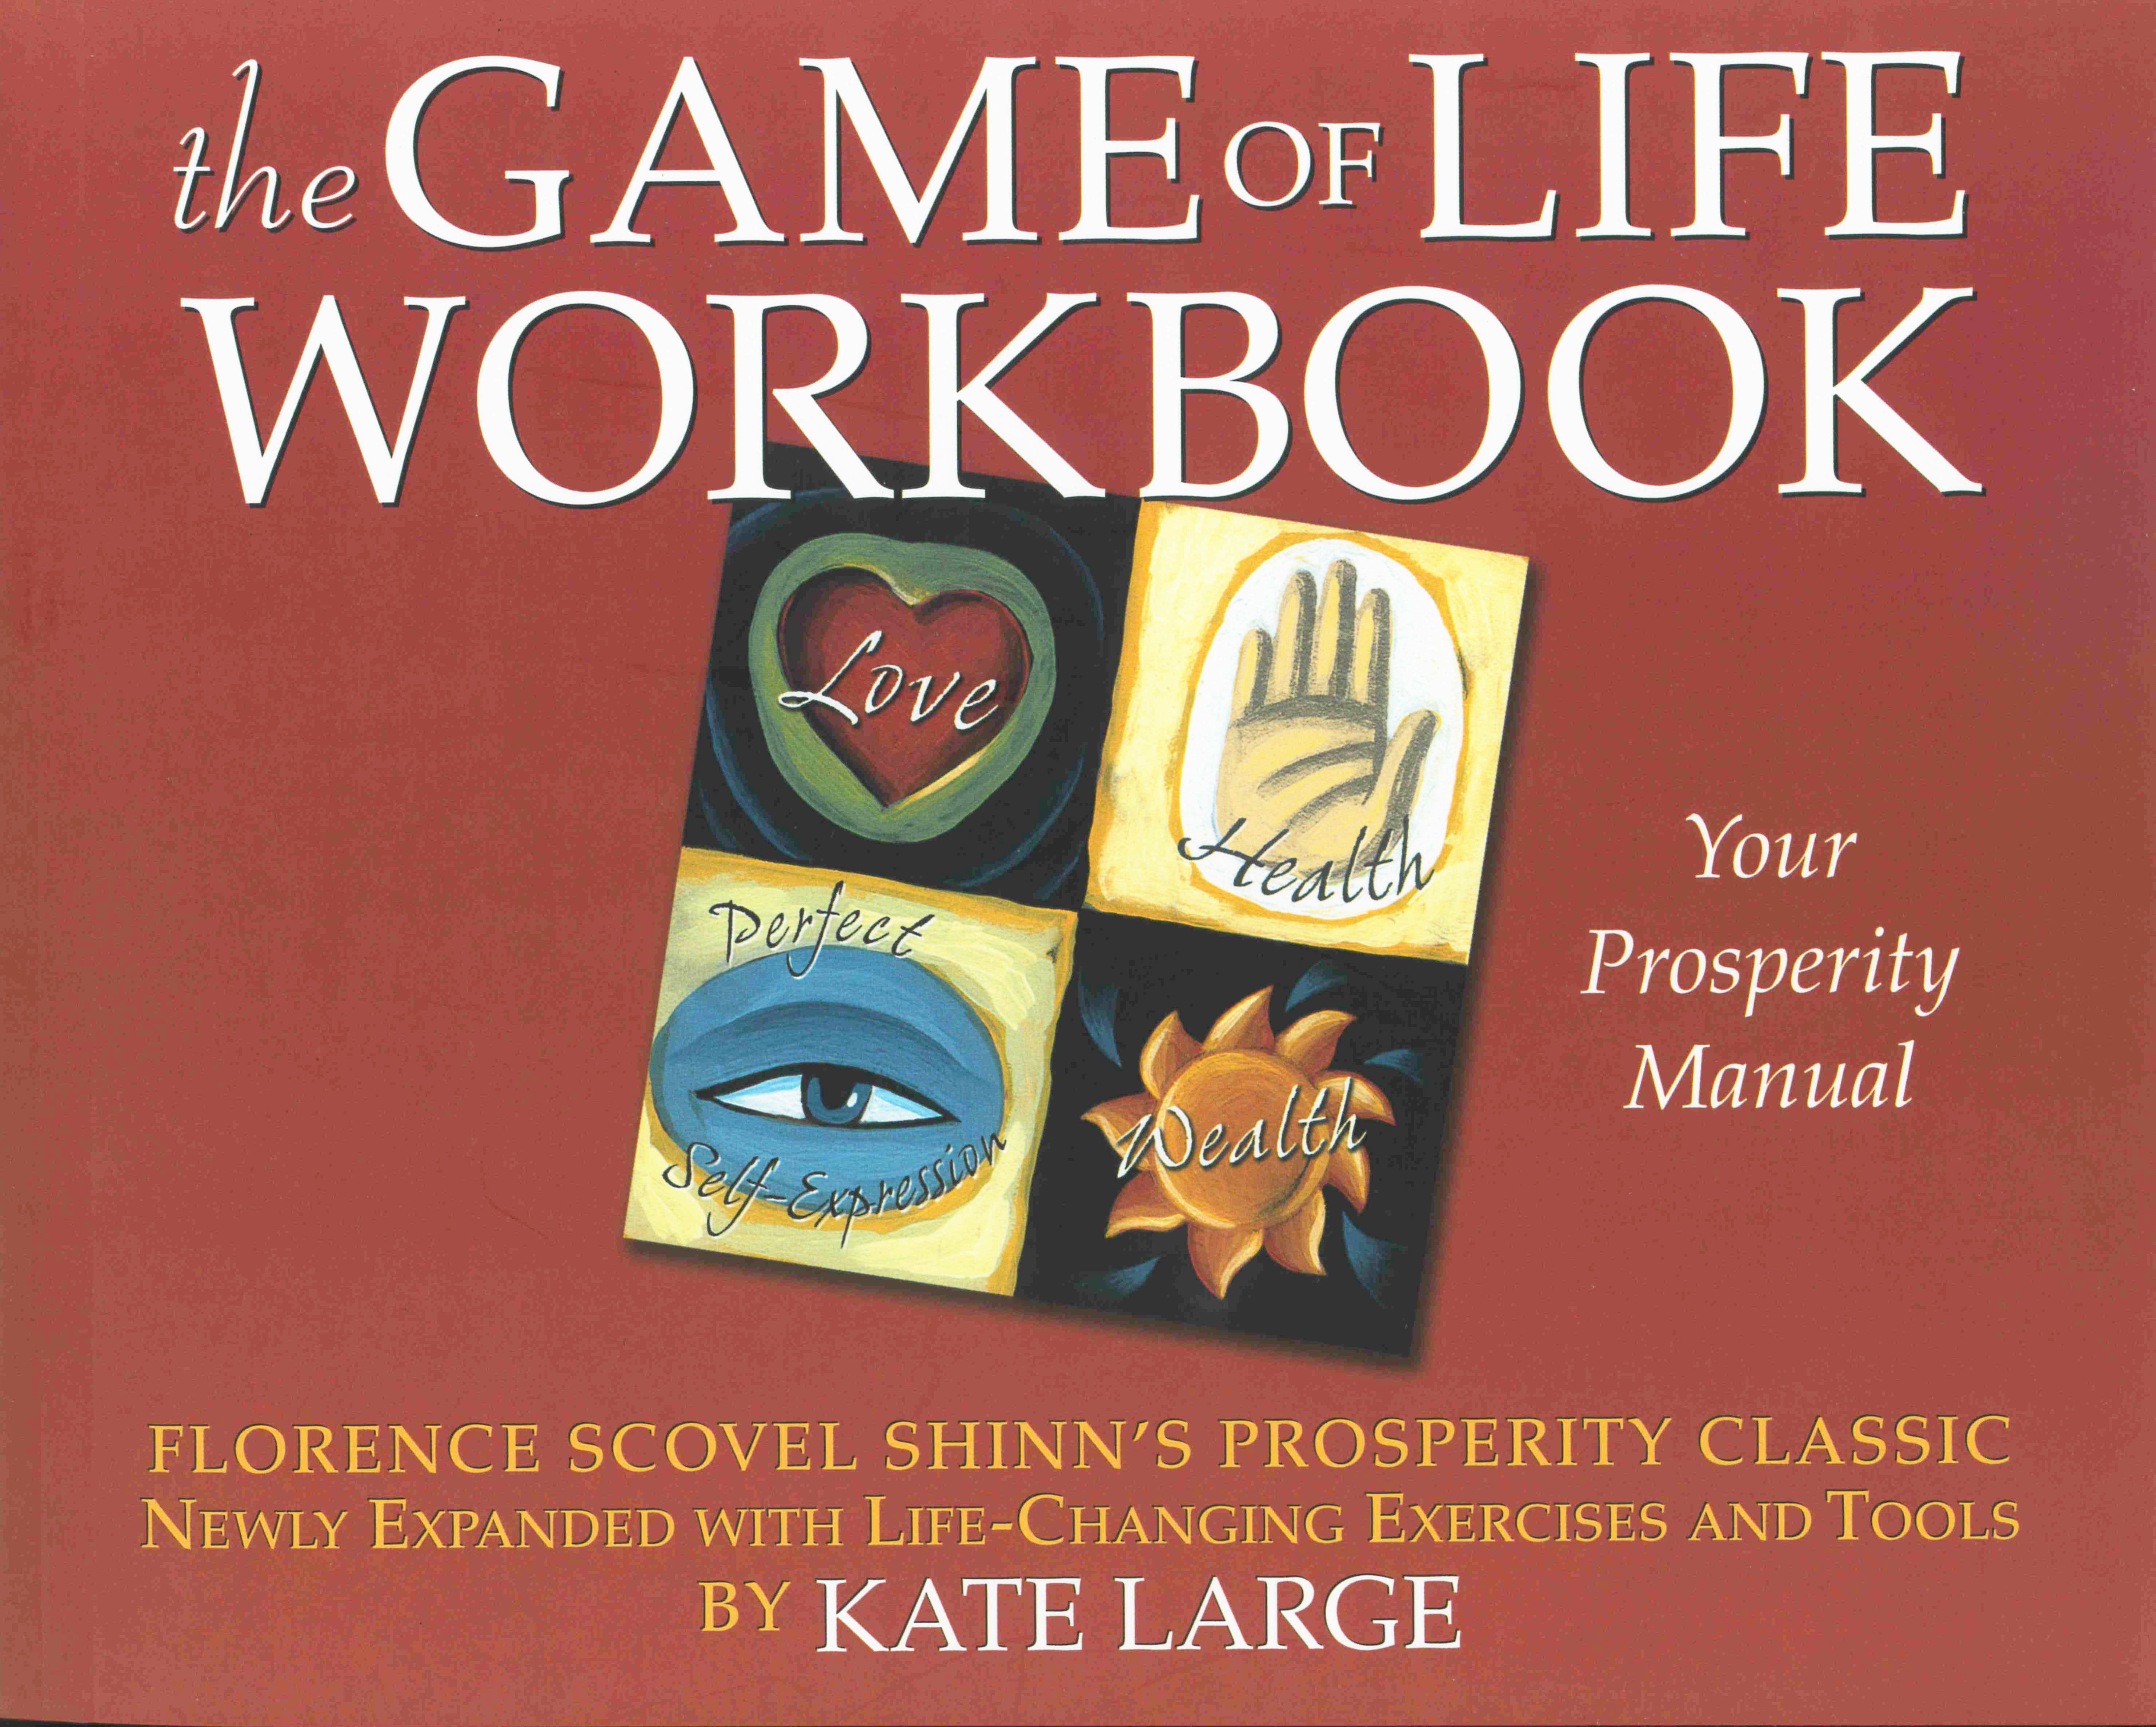 the GAME OF LIFE
WORKBOOK
Love
Health
Perfect
Self-Expression
Wealth
Your
Prosperity
Manual
FLORENCE SCOVEL SHINN'S PROSPERITY CLASSIC
NEWLY EXPANDED WITH LIFE-CHANGING EXERCISES AND TOOLS
BY KATE LARGE